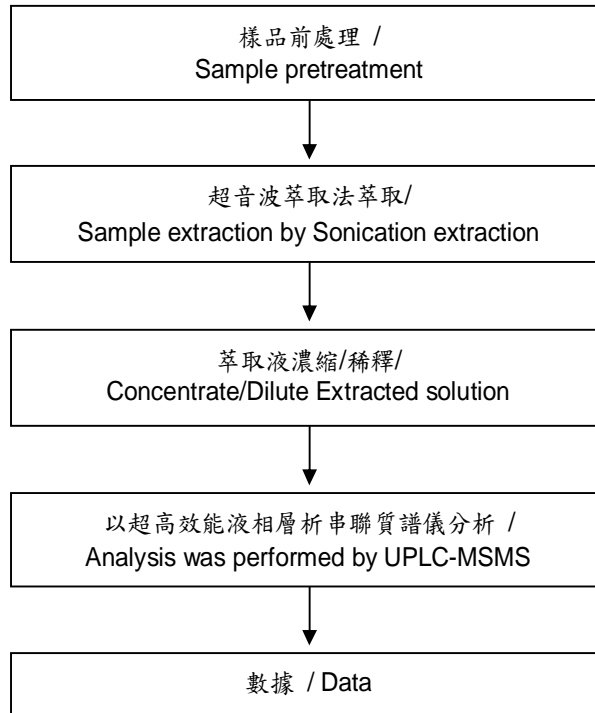 樣品前處理 /
Sample pretreatment
超音波萃取法萃取/
Sample extraction by Sonication extraction
萃取液濃縮/稀釋/
Concentrate/Dilute Extracted solution
以超高效能液相層析串聯質譜儀分析 /
Analysis was performed by UPLC-MSMS
數據 / Data